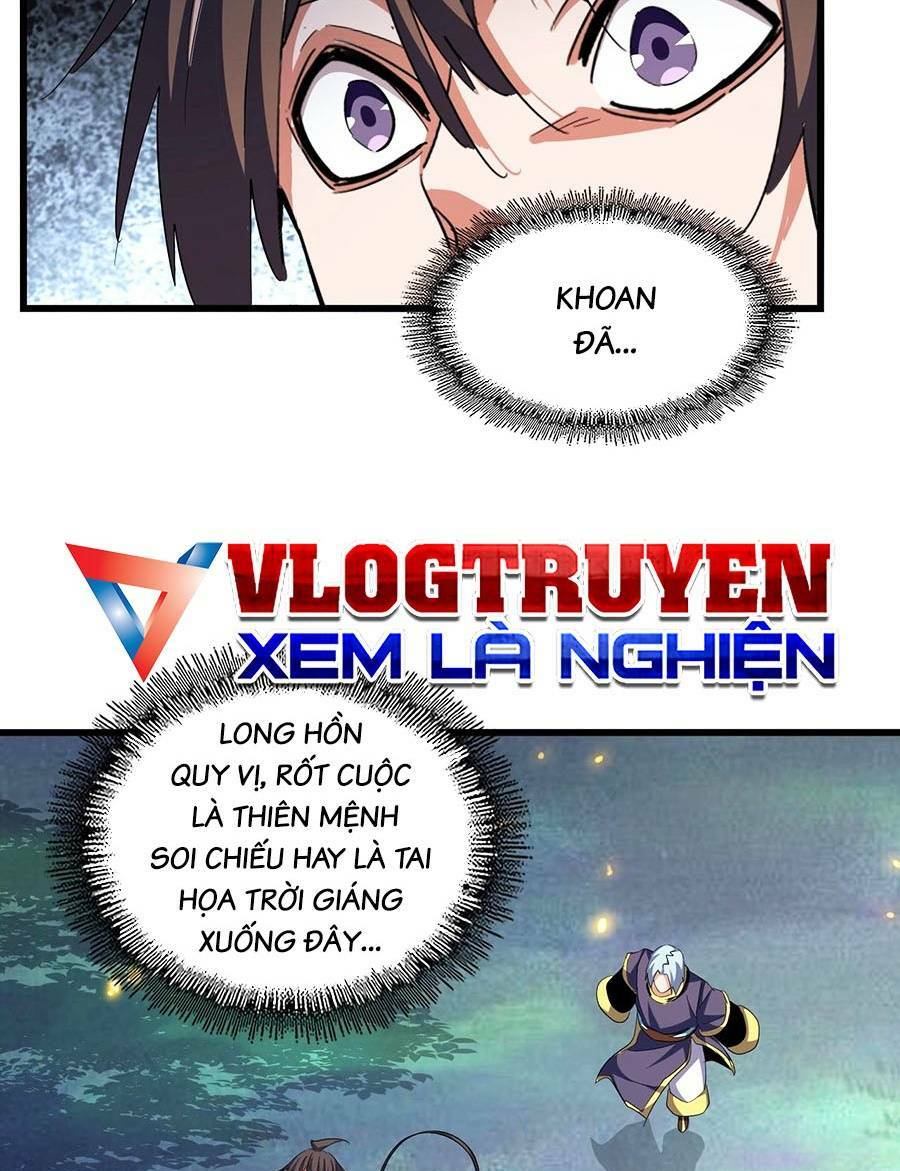 KHOAN
ĐÃ...
VLOGTRUYEN
XEM LÀ NGHIỆN
LONG HỒN
QUY VỊ, RỐT CUỘC
LÀ THIÊN MỆNH
SOI CHIẾU HAY LÀ TAI
HỌA TRỜI GIÁNG
XUỐNG ĐÂY...